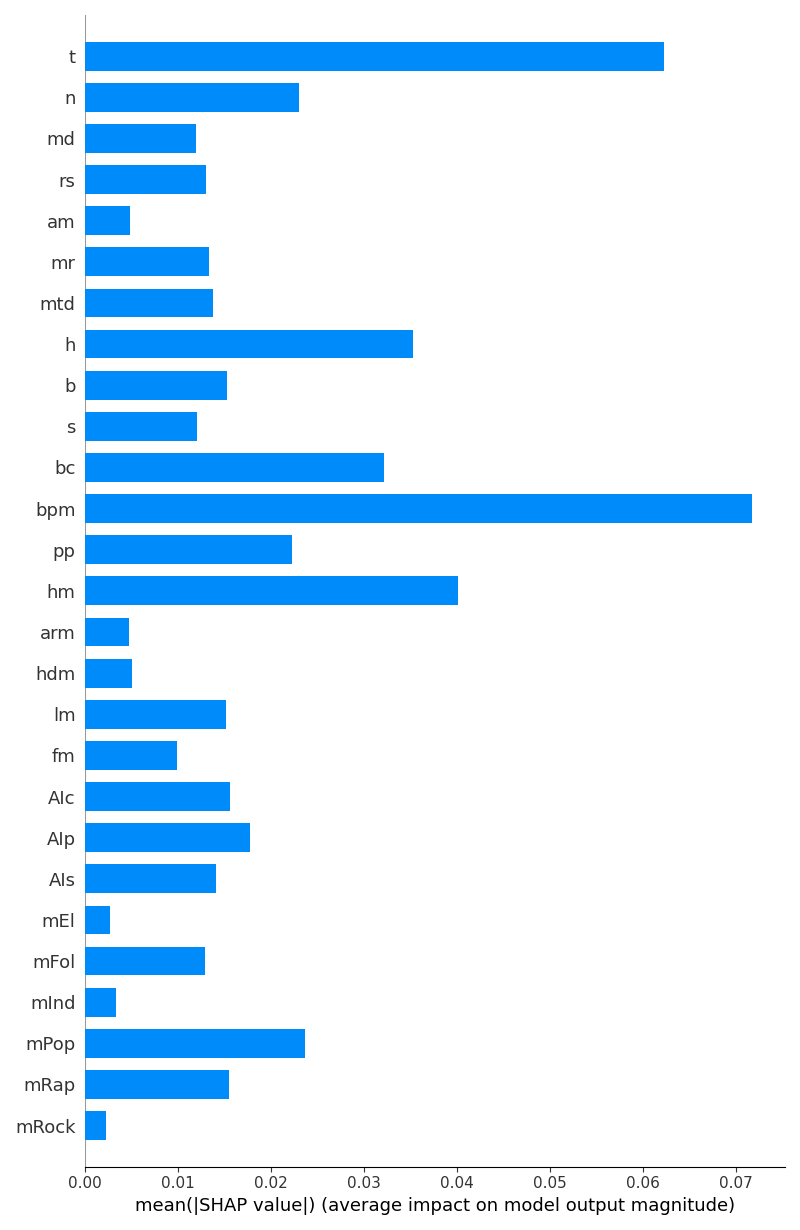 t
n
md
rs
am
mr
mtd
h
b
s
bc
bpm
pp
hm
arm
hdm
lm
fm
AIc
AIp
AIs
mEl
mFol
mInd
mPop
mRap
mRock
0.00 0.01 0.02 0.03 0.04 0.05 0.06 0.07
mean(|SHAP value|) (average impact on model output magnitude)